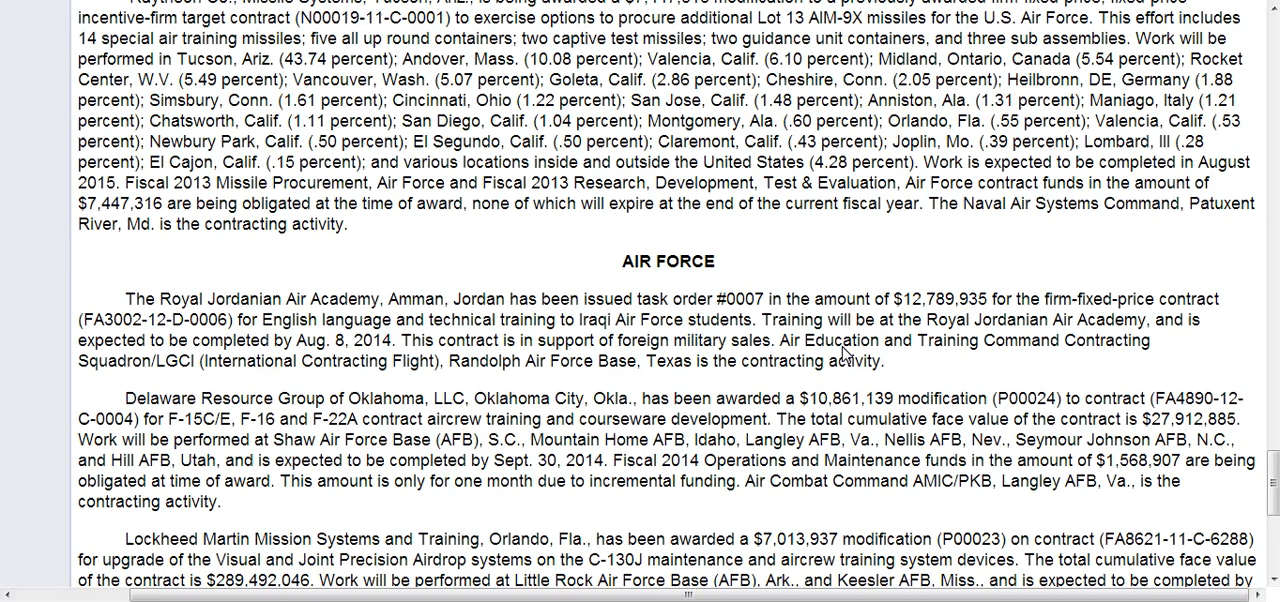 Raytheon Co., Missile Systems, Tucson, Ariz., is being awarded a modification to a previously awarded firm-fixed-price
incentive-firm target contract (N00019-11-C-0001) to exercise options to procure additional Lot 13 AIM-9X missiles for the U.S. Air Force. This effort includes
14 special air training missiles; five all up round containers; two captive test missiles; two guidance unit containers, and three sub assemblies. Work will be
performed in Tucson, Ariz. (43.74 percent); Andover, Mass. (10.08 percent); Valencia, Calif. (6.10 percent); Midland, Ontario, Canada (5.54 percent); Rocket
Center, W.V. (5.49 percent); Vancouver, Wash. (5.07 percent); Goleta, Calif. (2.86 percent); Cheshire, Conn. (2.05 percent); Heilbronn, DE, Germany (1.88
percent); Simsbury, Conn. (1.61 percent); Cincinnati, Ohio (1.22 percent); San Jose, Calif. (1.48 percent); Anniston, Ala. (1.31 percent); Maniago, Italy (1.21
percent); Chatsworth, Calif. (1.11 percent); San Diego, Calif. (1.04 percent); Montgomery, Ala. (.60 percent); Orlando, Fla. (.55 percent); Valencia, Calif. (.53
percent); Newbury Park, Calif. (.50 percent); El Segundo, Calif. (.50 percent); Claremont, Calif. (.43 percent); Joplin, Mo. (.39 percent); Lombard, Ill (.28
percent); El Cajon, Calif. (.15 percent); and various locations inside and outside the United States (4.28 percent). Work is expected to be completed in August
2015. Fiscal 2013 Missile Procurement, Air Force and Fiscal 2013 Research, Development, Test & Evaluation, Air Force contract funds in the amount of
$7,447,316 are being obligated at the time of award, none of which will expire at the end of the current fiscal year. The Naval Air Systems Command, Patuxent
River, Md. is the contracting activity.
AIR FORCE
The Royal Jordanian Air Academy, Amman, Jordan has been issued task order #0007 in the amount of $12,789,935 for the firm-fixed-price contract
(FA3002-12-D-0006) for English language and technical training to Iraqi Air Force students. Training will be at the Royal Jordanian Air Academy, and is
expected to be completed by Aug. 8, 2014. This contract is in support of foreign military sales. Air Education and Training Command Contracting
Squadron/LGCI (International Contracting Flight), Randolph Air Force Base, Texas is the contracting activity.
Delaware Resource Group of Oklahoma, LLC, Oklahoma City, Okla., has been awarded a $10,861,139 modification (P00024) to contract (FA4890-12-
C-0004) for F-15C/E, F-16 and F-22A contract aircrew training and courseware development. The total cumulative face value of the contract is $27,912,885.
Work will be performed at Shaw Air Force Base (AFB), S.C., Mountain Home AFB, Idaho, Langley AFB, Va., Nellis AFB, Nev., Seymour Johnson AFB, N.C.,
and Hill AFB, Utah, and is expected to be completed by Sept. 30, 2014. Fiscal 2014 Operations and Maintenance funds in the amount of $1,568,907 are being
obligated at time of award. This amount is only for one month due to incremental funding. Air Combat Command AMIC/PKB, Langley AFB, Va., is the
contracting activity.
Lockheed Martin Mission Systems and Training, Orlando, Fla., has been awarded a $7,013,937 modification (P00023) on contract (FA8621-11-C-6288)
for upgrade of the Visual and Joint Precision Airdrop systems on the C-130J maintenance and aircrew training system devices. The total cumulative face value
of the contract is $289,492,046. Work will be performed at Little Rock Air Force Base (AFB), Ark., and Keesler AFB, Miss., and is expected to be completed by